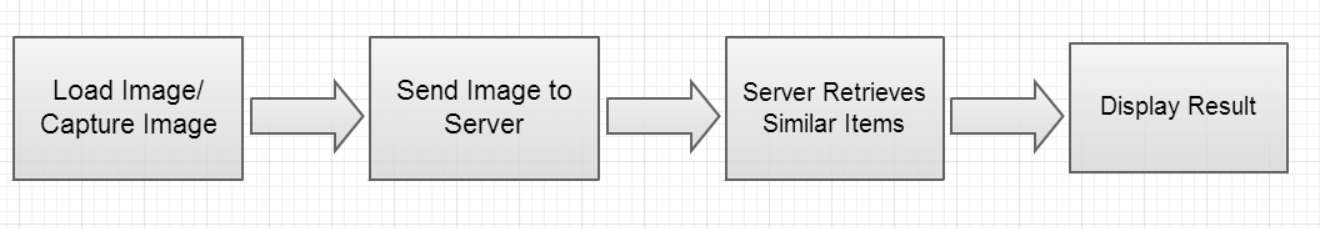 Load Image/
Capture Image
Send Image to
Server
Server Retrieves
Similar Items
Display Result